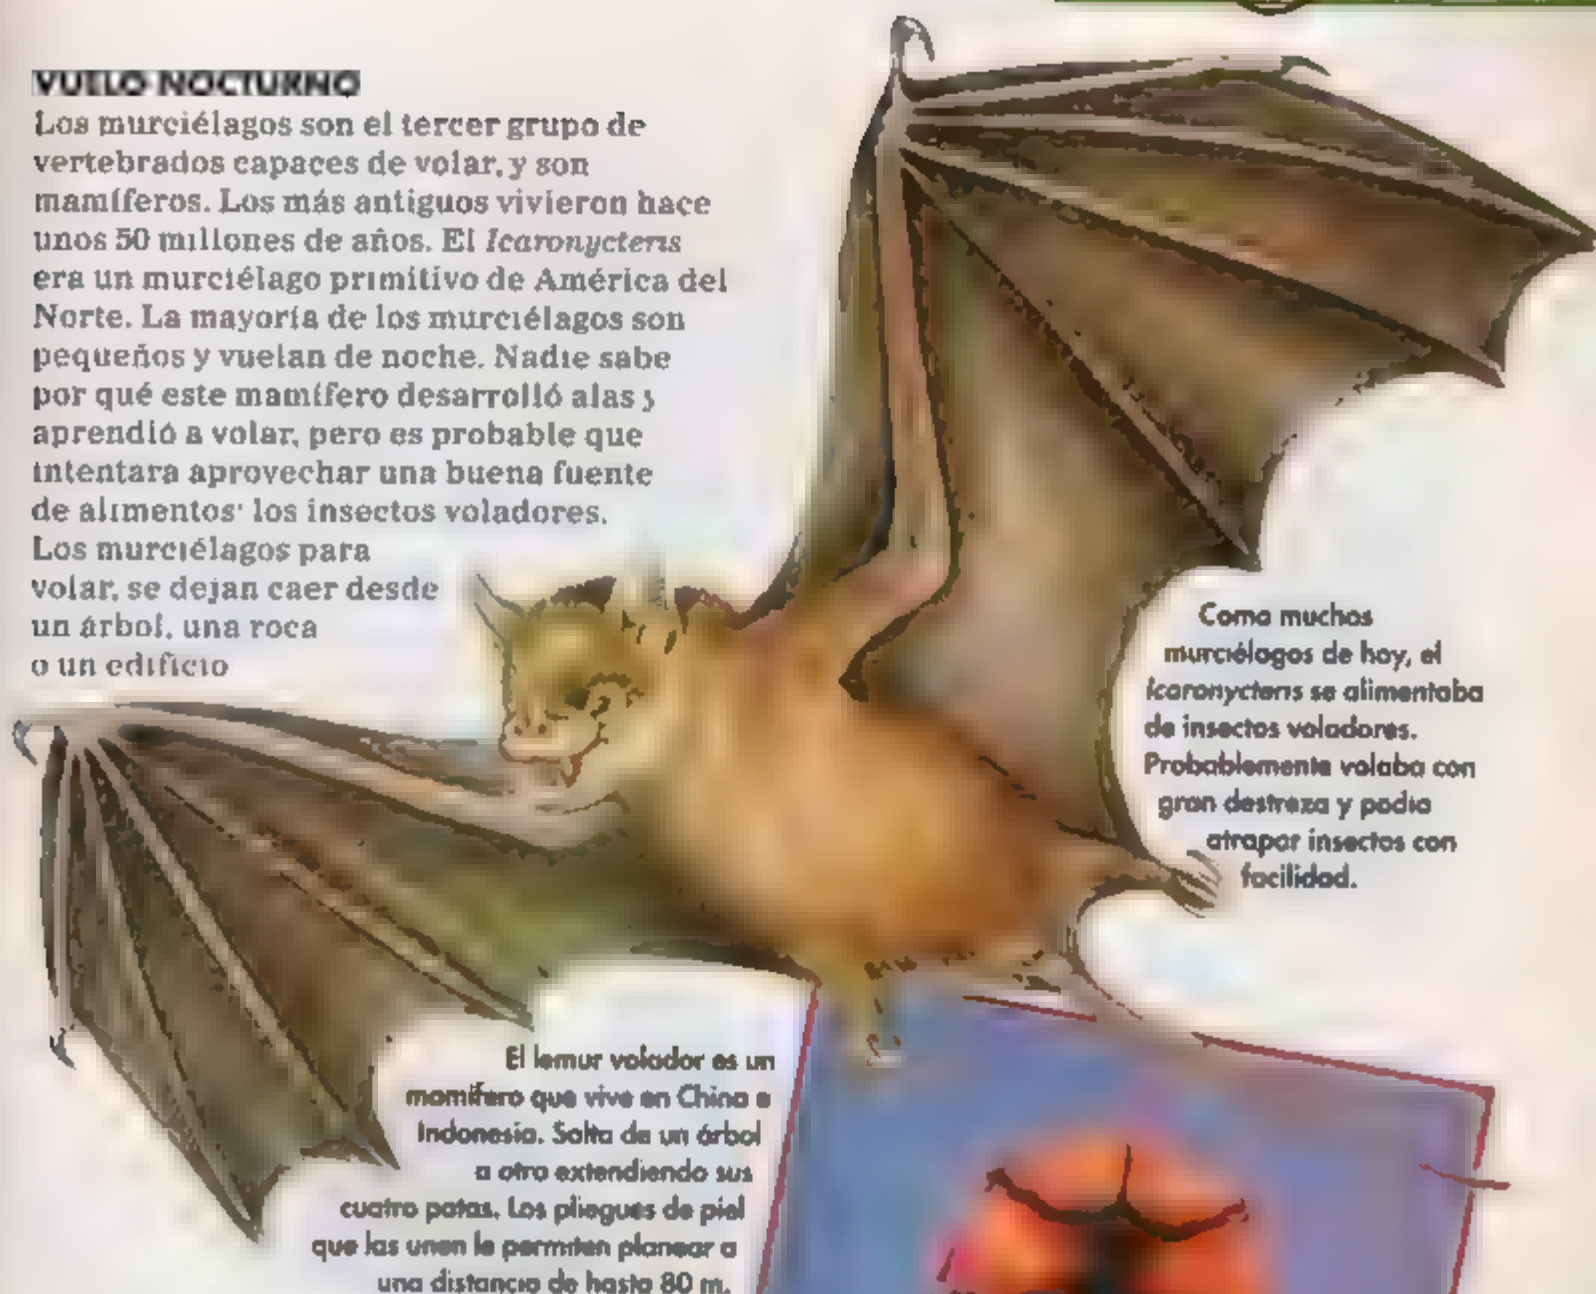 VUELO NOCTURNO
Los murciélagos son el tercer grupo de
vertebrados capaces de volar, y son
mamíferos. Los más antiguos vivieron hace
unos 50 millones de años. El Icaronycteris
era un murciélago primitivo de América del
Norte. La mayoría de los murciélagos son
pequeños y vuelan de noche. Nadie sabe
por qué este mamífero desarrolló alas y
aprendió a volar, pero es probable que
intentara aprovechar una buena fuente
de alimentos: los insectos voladores.
Los murciélagos para
volar, se dejan caer desde
un árbol, una roca
o un edificio
Como muchos
murciélagos de hoy, el
Icaronycteris se alimentaba
de insectos voladores.
Probablemente volaba con
gran destreza y podía
atrapar insectos con
facilidad.
El lemur volador es un
mamífero que vive en China e
Indonesia. Salta de un árbol
a otro extendiendo sus
cuatro patas. Los pliegues de piel
que las unen le permiten planear a
una distancia de hasta 80 m.